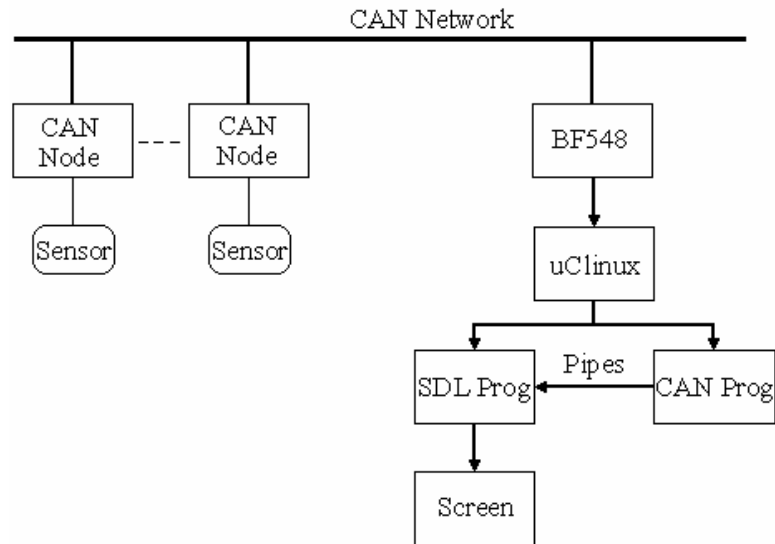 CAN Network
CAN
Node
CAN
Node
BF548
Sensor
Sensor
uClinux
Pipes
SDL Prog
CAN Prog
Screen